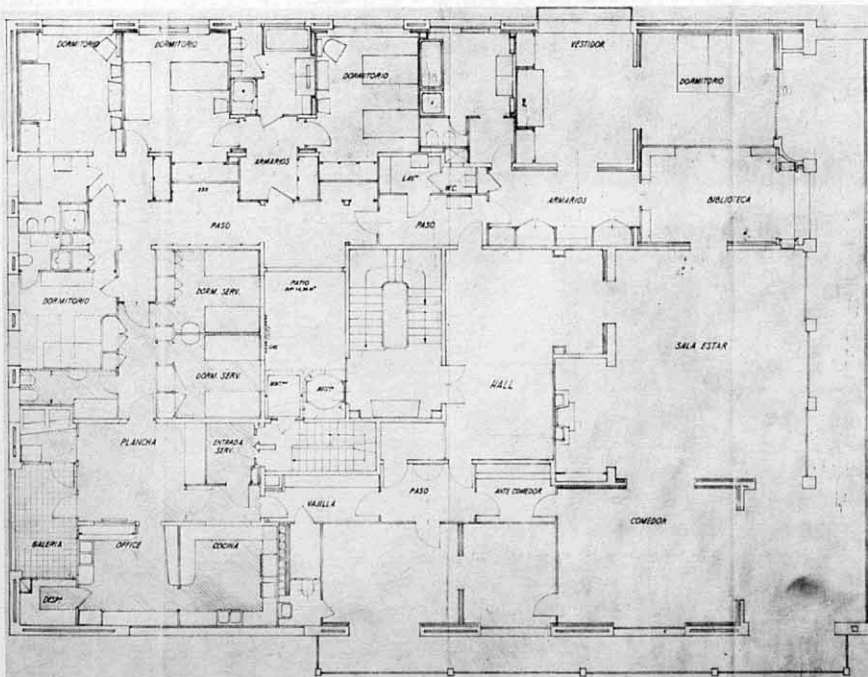 DORMITORIO
DORMITORIO
DORMITORIO
VESTIDOR
DORMITORIO
ARMARIOS
LAV.
W.C.
ARMARIOS
BIBLIOTECA
PASO
PASO
DORMITORIO
DORM. SERV.
PATIO
SALA ESTAR
DORM. SERV.
HALL
PLANCHA
ENTRADA
SERV.
VAJILLA
PASO
ANTE COMEDOR
COMEDOR
GALERIA
OFFICE
COCINA
DESPª